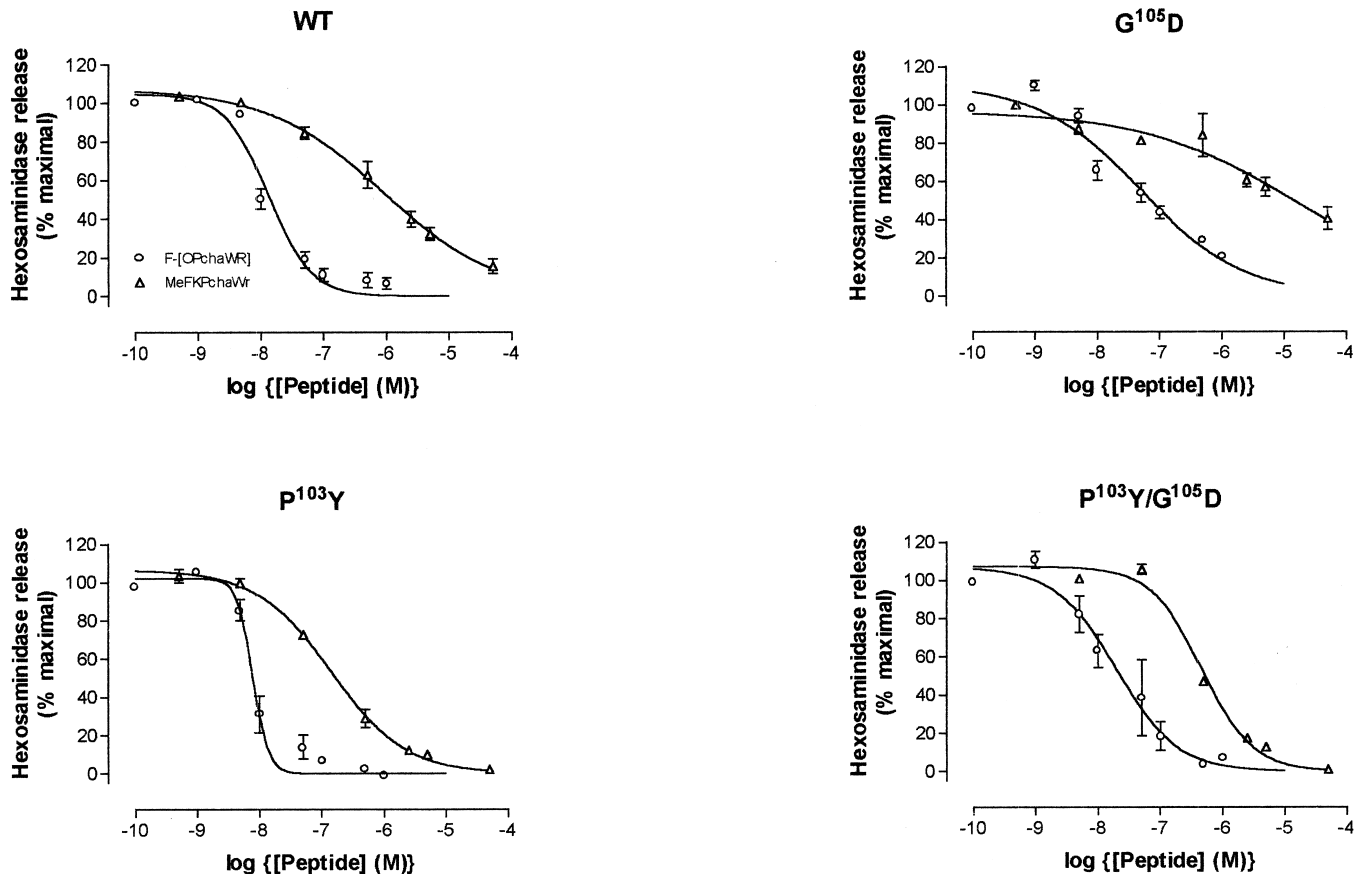 WT
Hexosaminidase release
(% maximal)
120
100
80
60
40
20
0
F-[OPchaWR]
MeFKPchaWr
-10 -9 -8 -7 -6 -5 -4
log {[Peptide] (M)}
G105D
Hexosaminidase release
(% maximal)
120
100
80
60
40
20
0
-10 -9 -8 -7 -6 -5 -4
log {[Peptide] (M)}
P103Y
Hexosaminidase release
(% maximal)
120
100
80
60
40
20
0
-10 -9 -8 -7 -6 -5 -4
log {[Peptide] (M)}
P103Y/G105D
Hexosaminidase release
(% maximal)
120
100
80
60
40
20
0
-10 -9 -8 -7 -6 -5 -4
log {[Peptide] (M)}